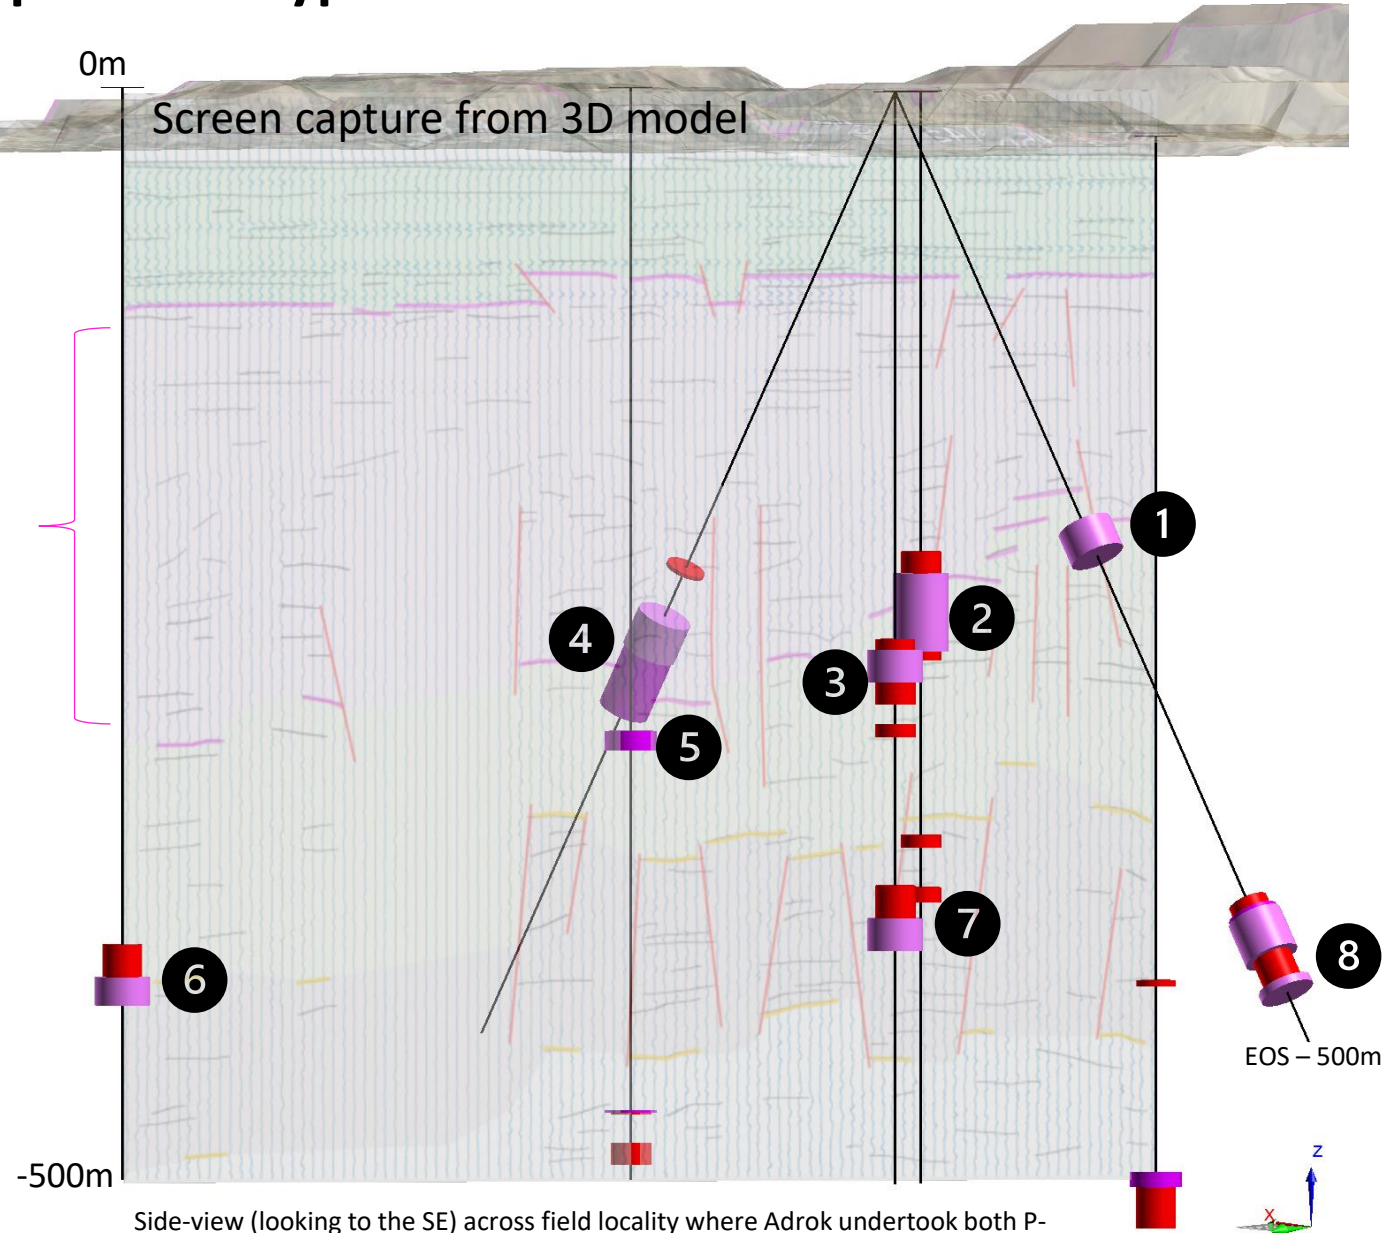 0m
Screen capture from 3D model
1
2
4
3
5
7
6
8
EOS – 500m
-500m
z
x
Side-view (looking to the SE) across field locality where Adrok undertook both P-